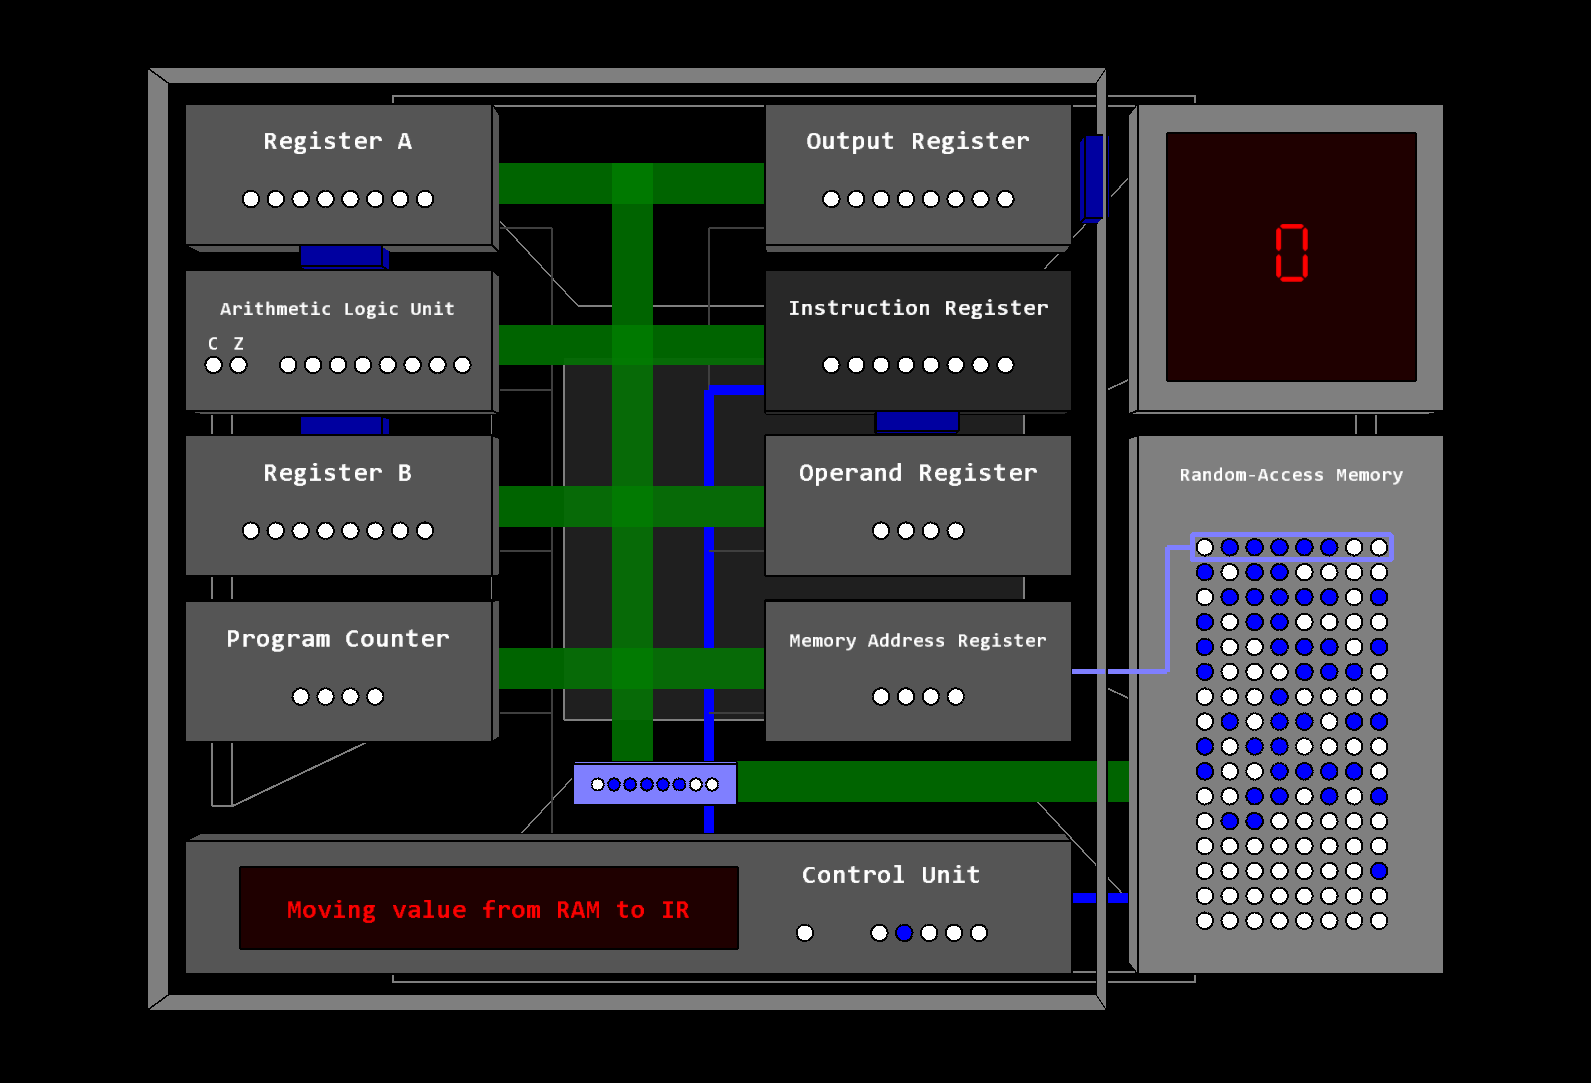 Register A
Output Register
0
Arithmetic Logic Unit
C Z
Instruction Register
Register B
Operand Register
Random-Access Memory
Program Counter
Memory Address Register
Control Unit
Moving value from RAM to IR